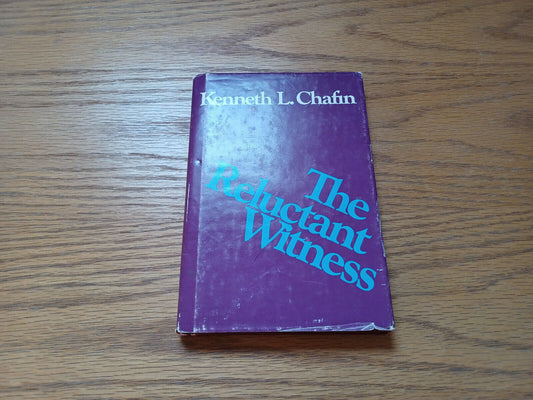 Kenneth L. Chafin
The
Reluctant
Witness